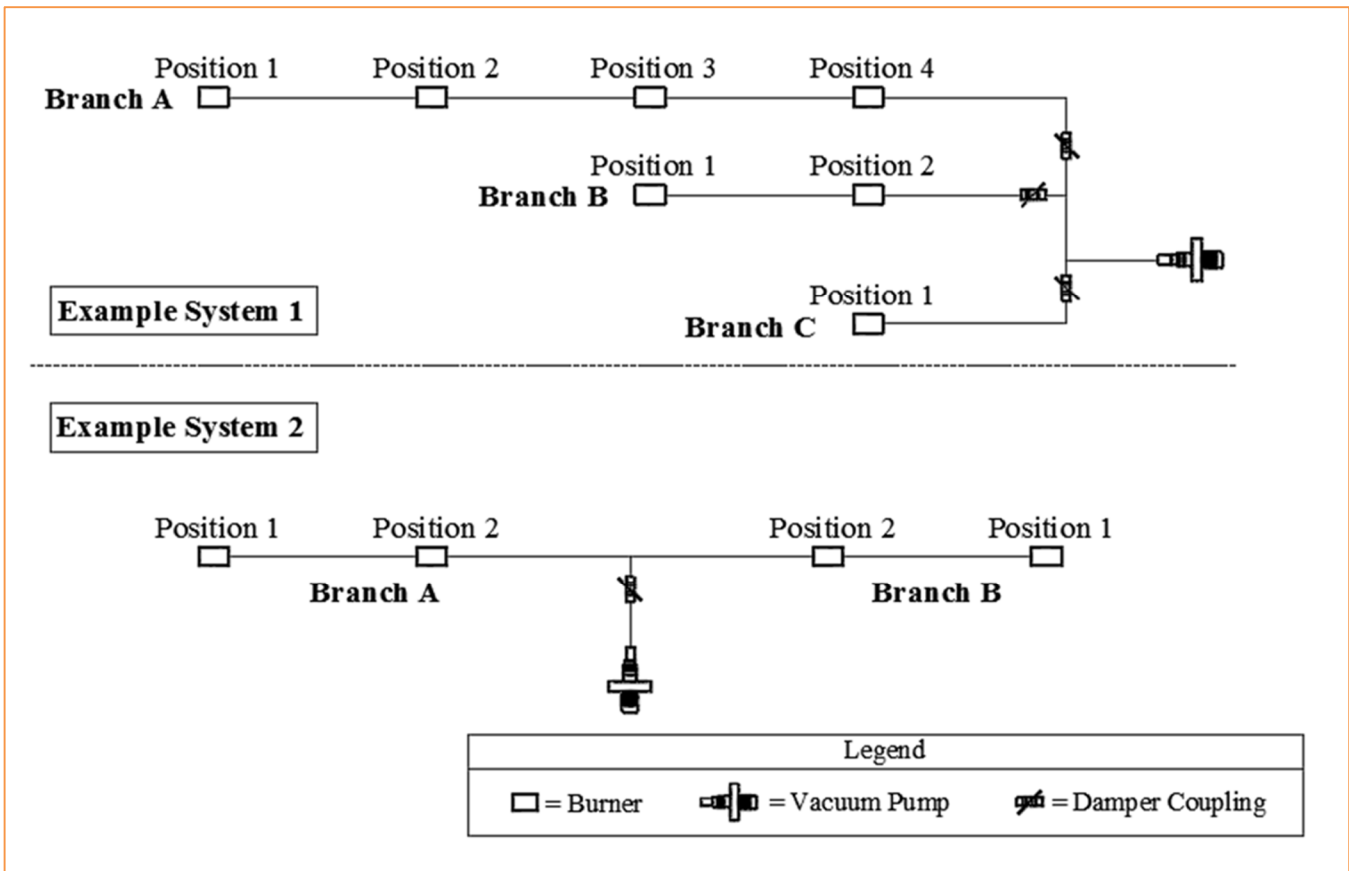 Position 1 Position 2 Position 3 Position 4
Branch A
Position 1 Position 2
Branch B
Position 1
Example System 1
Branch C
Example System 2
Position 1 Position 2 Position 2 Position 1
Branch A Branch B
Legend
= Burner = Vacuum Pump = Damper Coupling